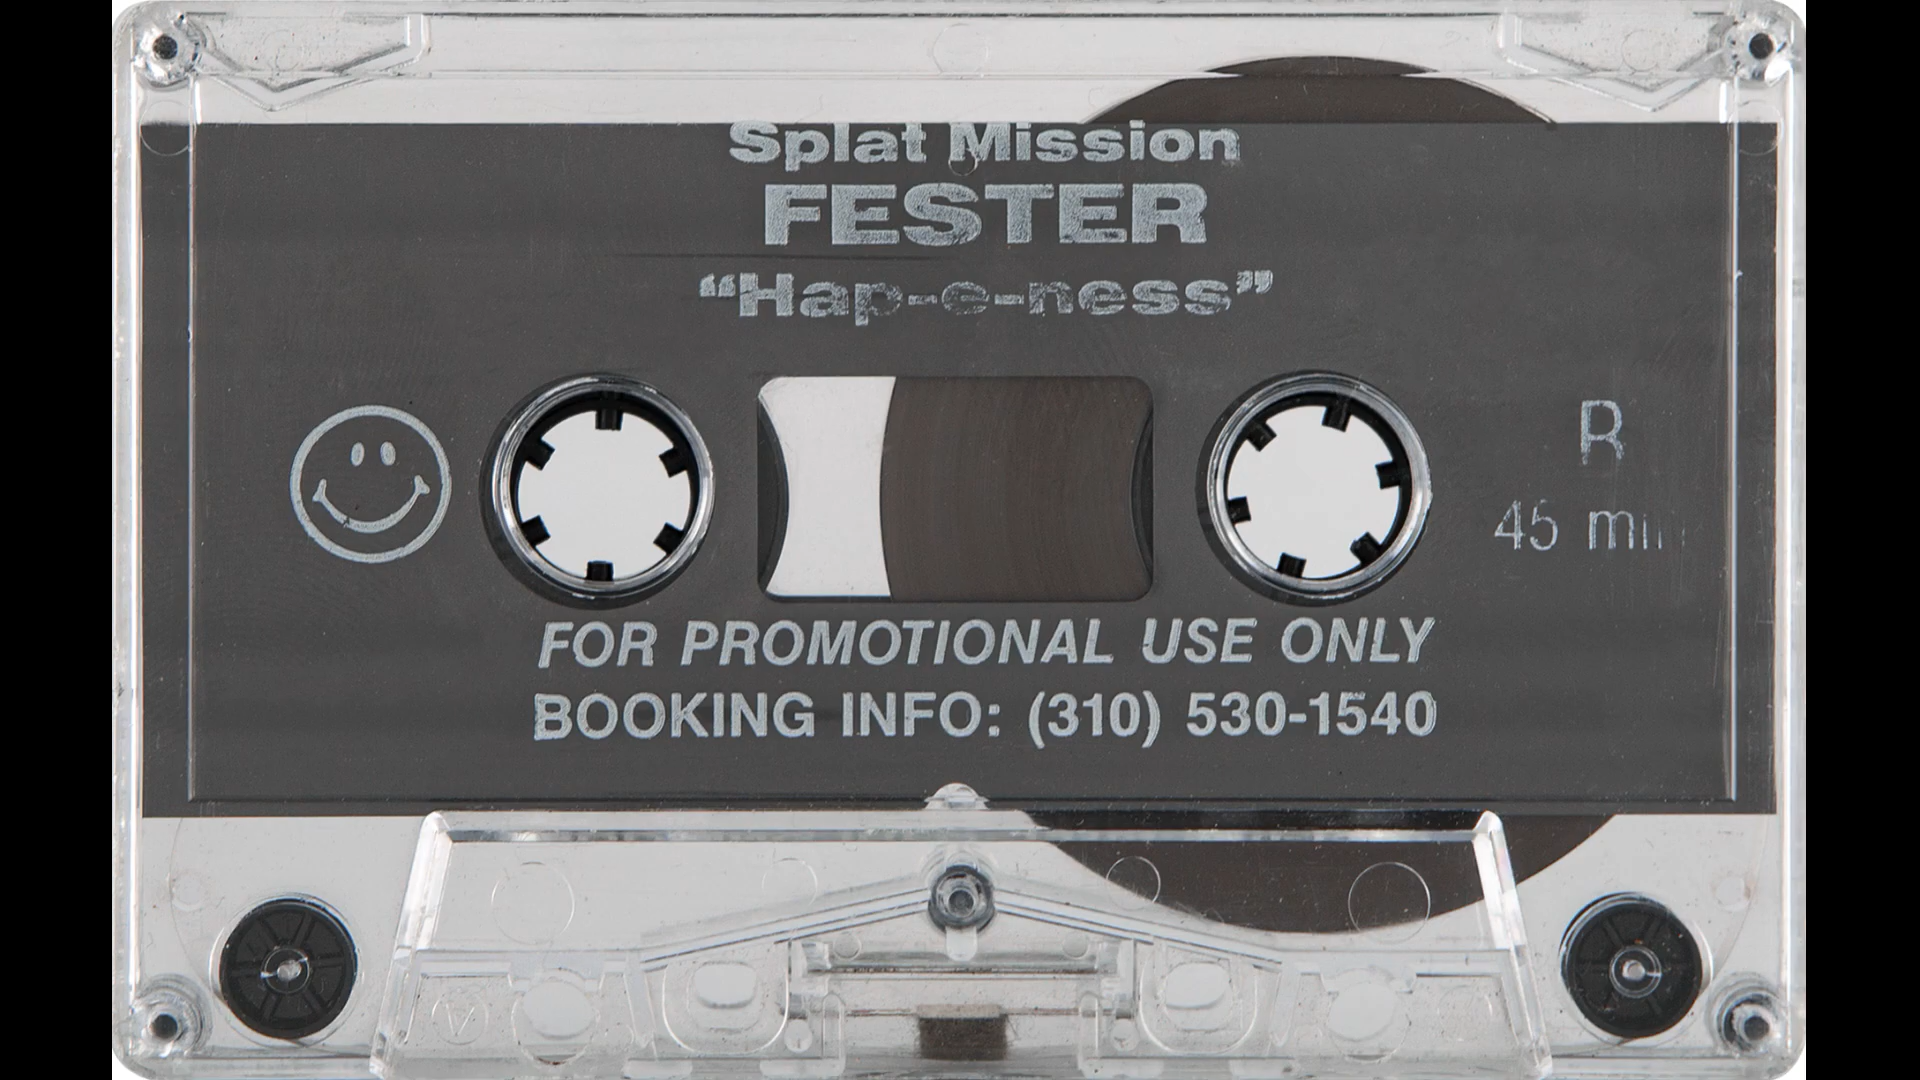 Splat Mission
FESTER
“Hap-e-ness”
B
45 min
FOR PROMOTIONAL USE ONLY
BOOKING INFO: (310) 530-1540